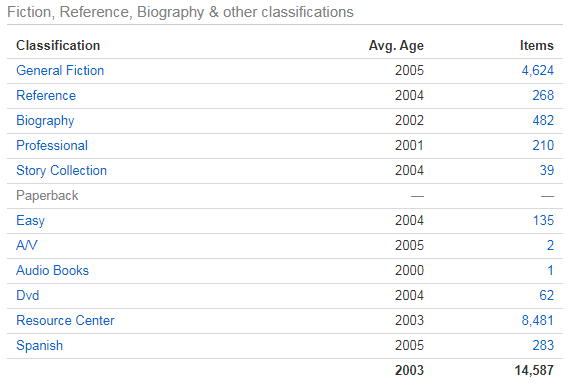 Fiction, Reference, Biography & other classifications
Classification Avg. Age Items
General Fiction 2005 4,624
Reference 2004 268
Biography 2002 482
Professional 2001 210
Story Collection 2004 39
Paperback — —
Easy 2004 135
A/V 2005 2
Audio Books 2000 1
Dvd 2004 62
Resource Center 2003 8,481
Spanish 2005 283
2003 14,587